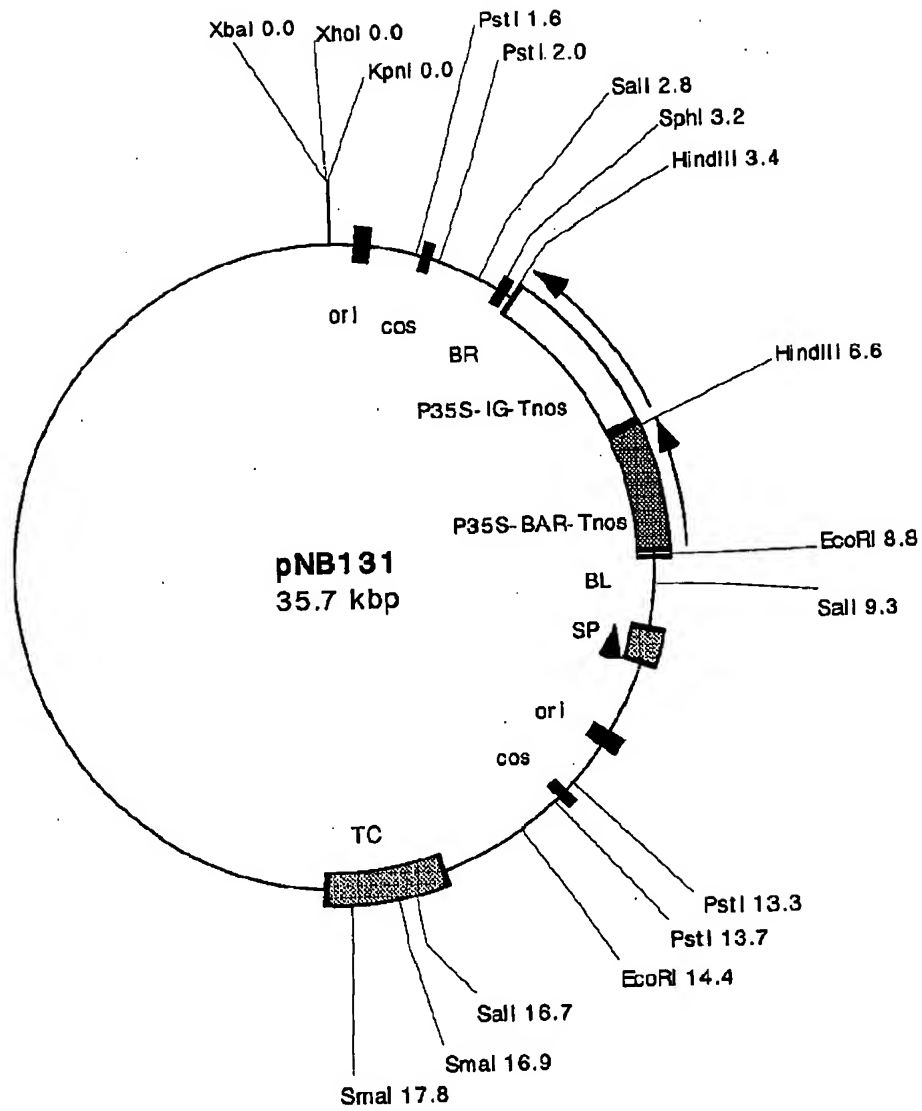 XbaI 0.0
XhoI 0.0
KpnI 0.0
PstI 1.6
PstI 2.0
SalI 2.8
SphI 3.2
HindIII 3.4
ori
cos
BR
HindIII 6.6
P35S-IG-Tnos
P35S-BAR-Tnos
EcoRI 8.8
pNB131
35.7 kbp
BL
SalI 9.3
SP
ori
cos
TC
PstI 13.3
PstI 13.7
EcoRI 14.4
SalI 16.7
SmaI 16.9
SmaI 17.8